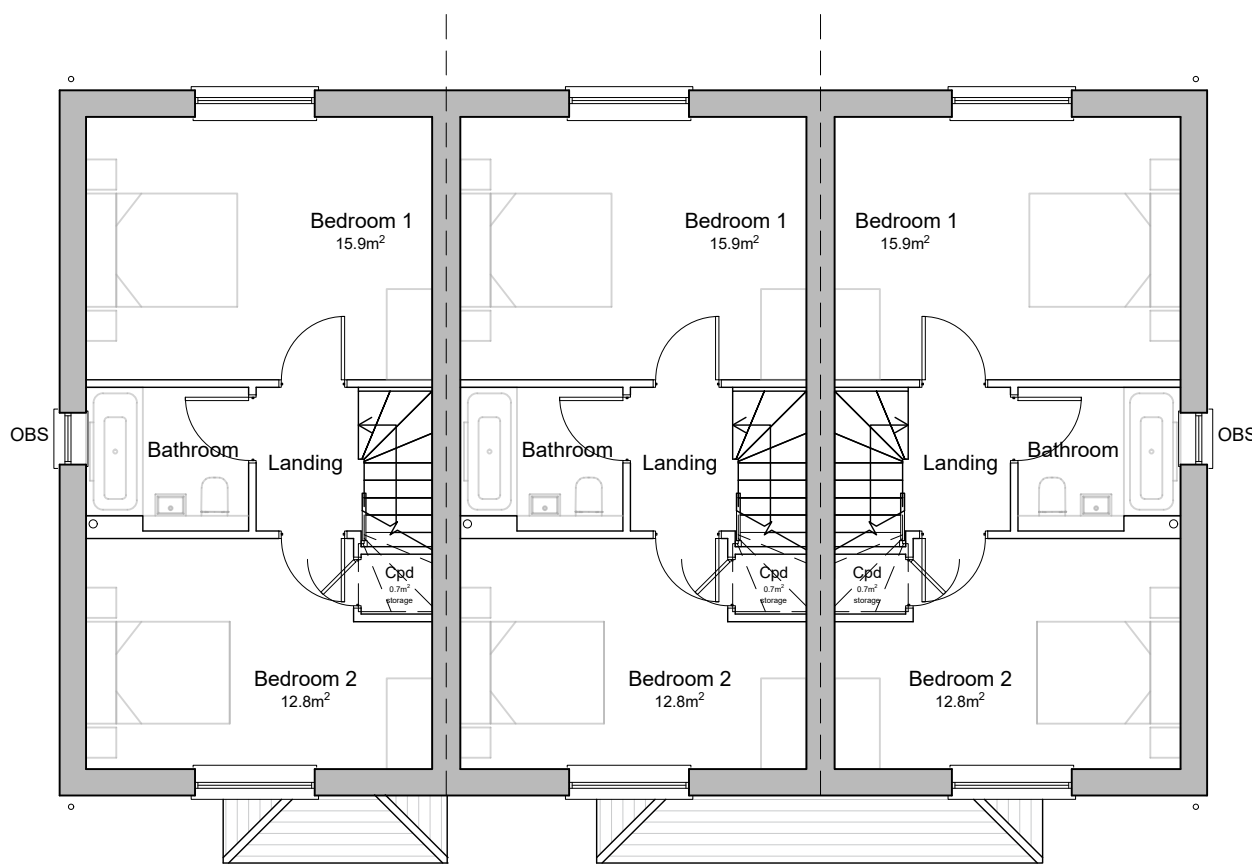 Bedroom 1
15.9m²
Bedroom 1
15.9m²
Bedroom 1
15.9m²
OBS
Bathroom
Landing
Bathroom
Landing
Landing
Bathroom
OBS
Cpd
0.7m²
storage
Cpd
0.7m²
storage
Cpd
0.7m²
storage
Bedroom 2
12.8m²
Bedroom 2
12.8m²
Bedroom 2
12.8m²